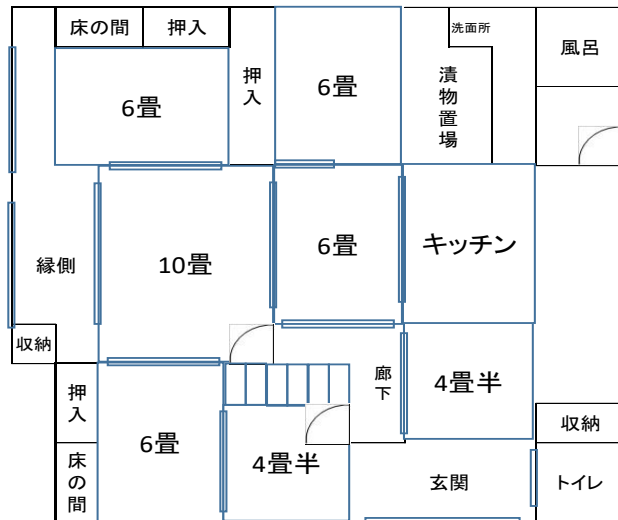 床の間
押入
洗面所
風呂
押入
6畳
漬物置場
6畳
縁側
10畳
6畳
キッチン
収納
廊下
4畳半
押入
収納
6畳
4畳半
床の間
玄関
トイレ